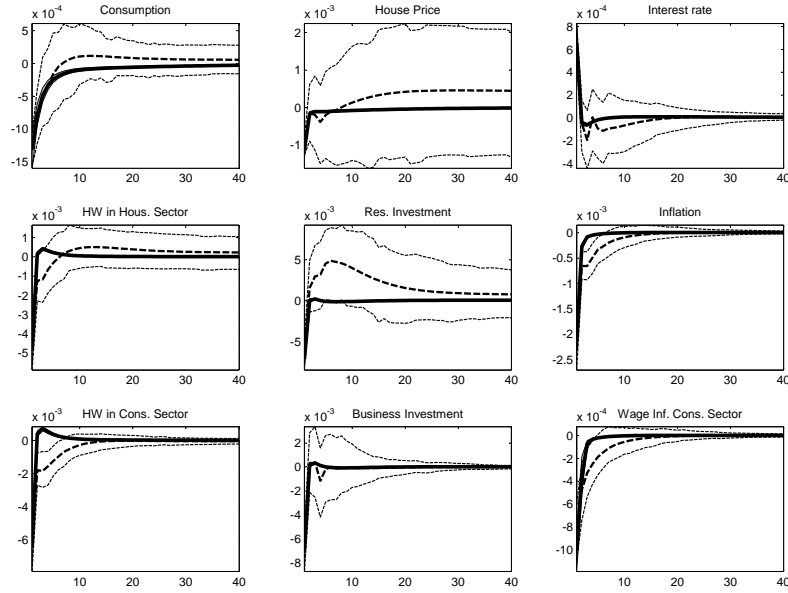 Consumption
x 10^-4
5
0
-5
-10
-15
10 20 30 40
House Price
x 10^-3
2
1
0
-1
10 20 30 40
Interest rate
x 10^-4
8
6
4
2
0
-2
-4
10 20 30 40
HW in Hous. Sector
x 10^-3
1
0
-1
-2
-3
-4
-5
10 20 30 40
Res. Investment
x 10^-3
5
0
-5
10 20 30 40
Inflation
x 10^-3
0
-0.5
-1
-1.5
-2
-2.5
10 20 30 40
HW in Cons. Sector
x 10^-3
0
-2
-4
-6
10 20 30 40
Business Investment
x 10^-3
2
0
-2
-4
-6
-8
10 20 30 40
Wage Inf. Cons. Sector
x 10^-4
0
-2
-4
-6
-8
-10
10 20 30 40